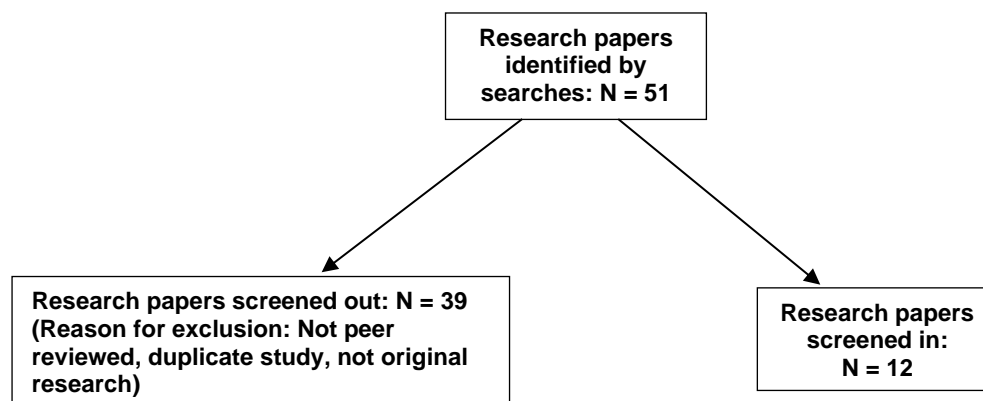 Research papers
identified by
searches: N = 51
Research papers screened out: N = 39
(Reason for exclusion: Not peer
reviewed, duplicate study, not original
research)
Research papers
screened in:
N = 12